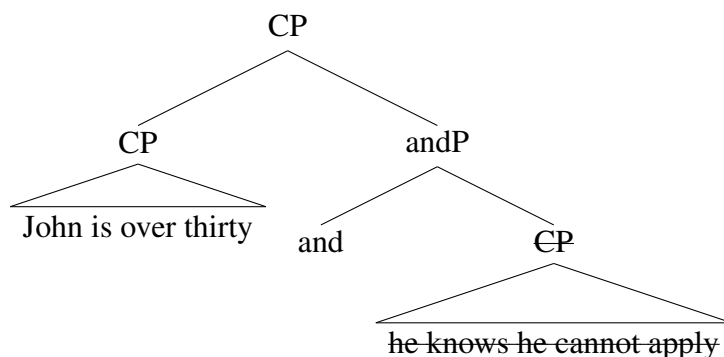 CP
CP andP
John is over thirty
and
CP
he knows he cannot apply